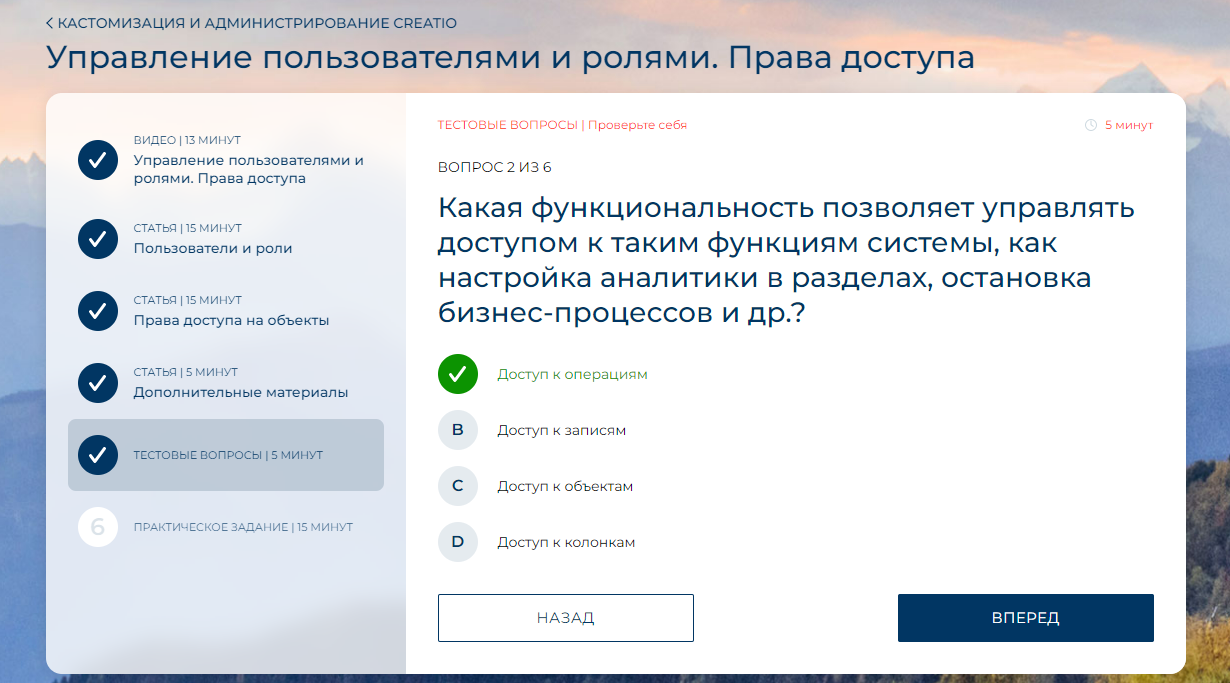 КАСТОМИЗАЦИЯ И АДМИНИСТРИРОВАНИЕ CREATIO
Управление пользователями и ролями. Права доступа
ВИДЕО | 13 МИНУТ
Управление пользователями и
ролями. Права доступа
СТАТЬЯ | 15 МИНУТ
Пользователи и роли
СТАТЬЯ | 15 МИНУТ
Права доступа на объекты
СТАТЬЯ | 5 МИНУТ
Дополнительные материалы
ТЕСТОВЫЕ ВОПРОСЫ | 5 МИНУТ
6
ПРАКТИЧЕСКОЕ ЗАДАНИЕ | 15 МИНУТ
ТЕСТОВЫЕ ВОПРОСЫ | Проверьте себя
5 минут
ВОПРОС 2 ИЗ 6
Какая функциональность позволяет управлять
доступом к таким функциям системы, как
настройка аналитики в разделах, остановка
бизнес-процессов и др.?
Доступ к операциям
B Доступ к записям
C Доступ к объектам
D Доступ к колонкам
НАЗАД
ВПЕРЕД